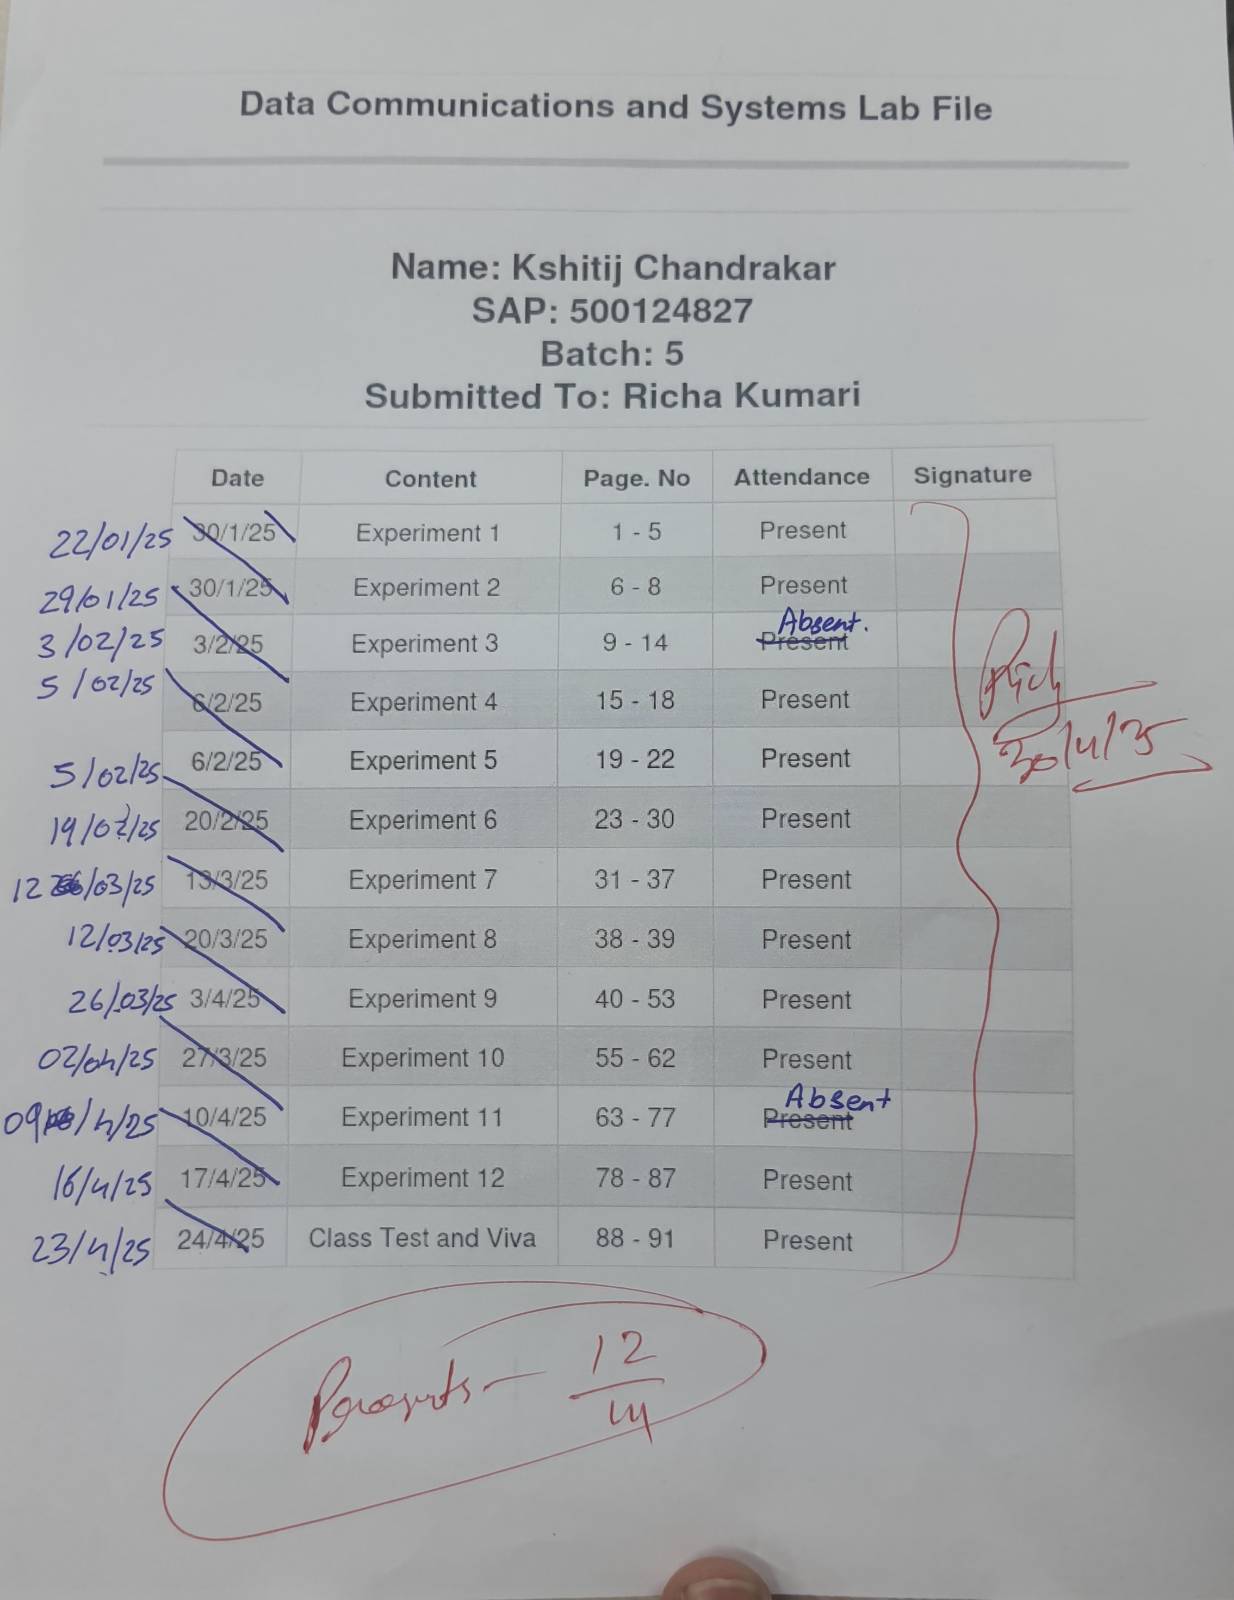 Data Communications and Systems Lab File
Name: Kshitij Chandrakar
SAP: 500124827
Batch: 5
Submitted To: Richa Kumari
Date Content Page. No Attendance Signature
22/01/25 30/1/25 Experiment 1 1 - 5 Present
29/01/25 30/1/25 Experiment 2 6 - 8 Present
Absent.
3/02/25 3/2/25 Experiment 3 9 - 14 Present
5/02/25 6/2/25 Experiment 4 15 - 18 Present
5/02/25 6/2/25 Experiment 5 19 - 22 Present
30/4/25
19/02/25 20/2/25 Experiment 6 23 - 30 Present
12/03/25 13/3/25 Experiment 7 31 - 37 Present
12/03/25 20/3/25 Experiment 8 38 - 39 Present
26/03/25 3/4/25 Experiment 9 40 - 53 Present
02/04/25 27/3/25 Experiment 10 55 - 62 Present
Absent
09/4/25 10/4/25 Experiment 11 63 - 77 Present
16/4/25 17/4/25 Experiment 12 78 - 87 Present
23/4/25 24/4/25 Class Test and Viva 88 - 91 Present
12
14